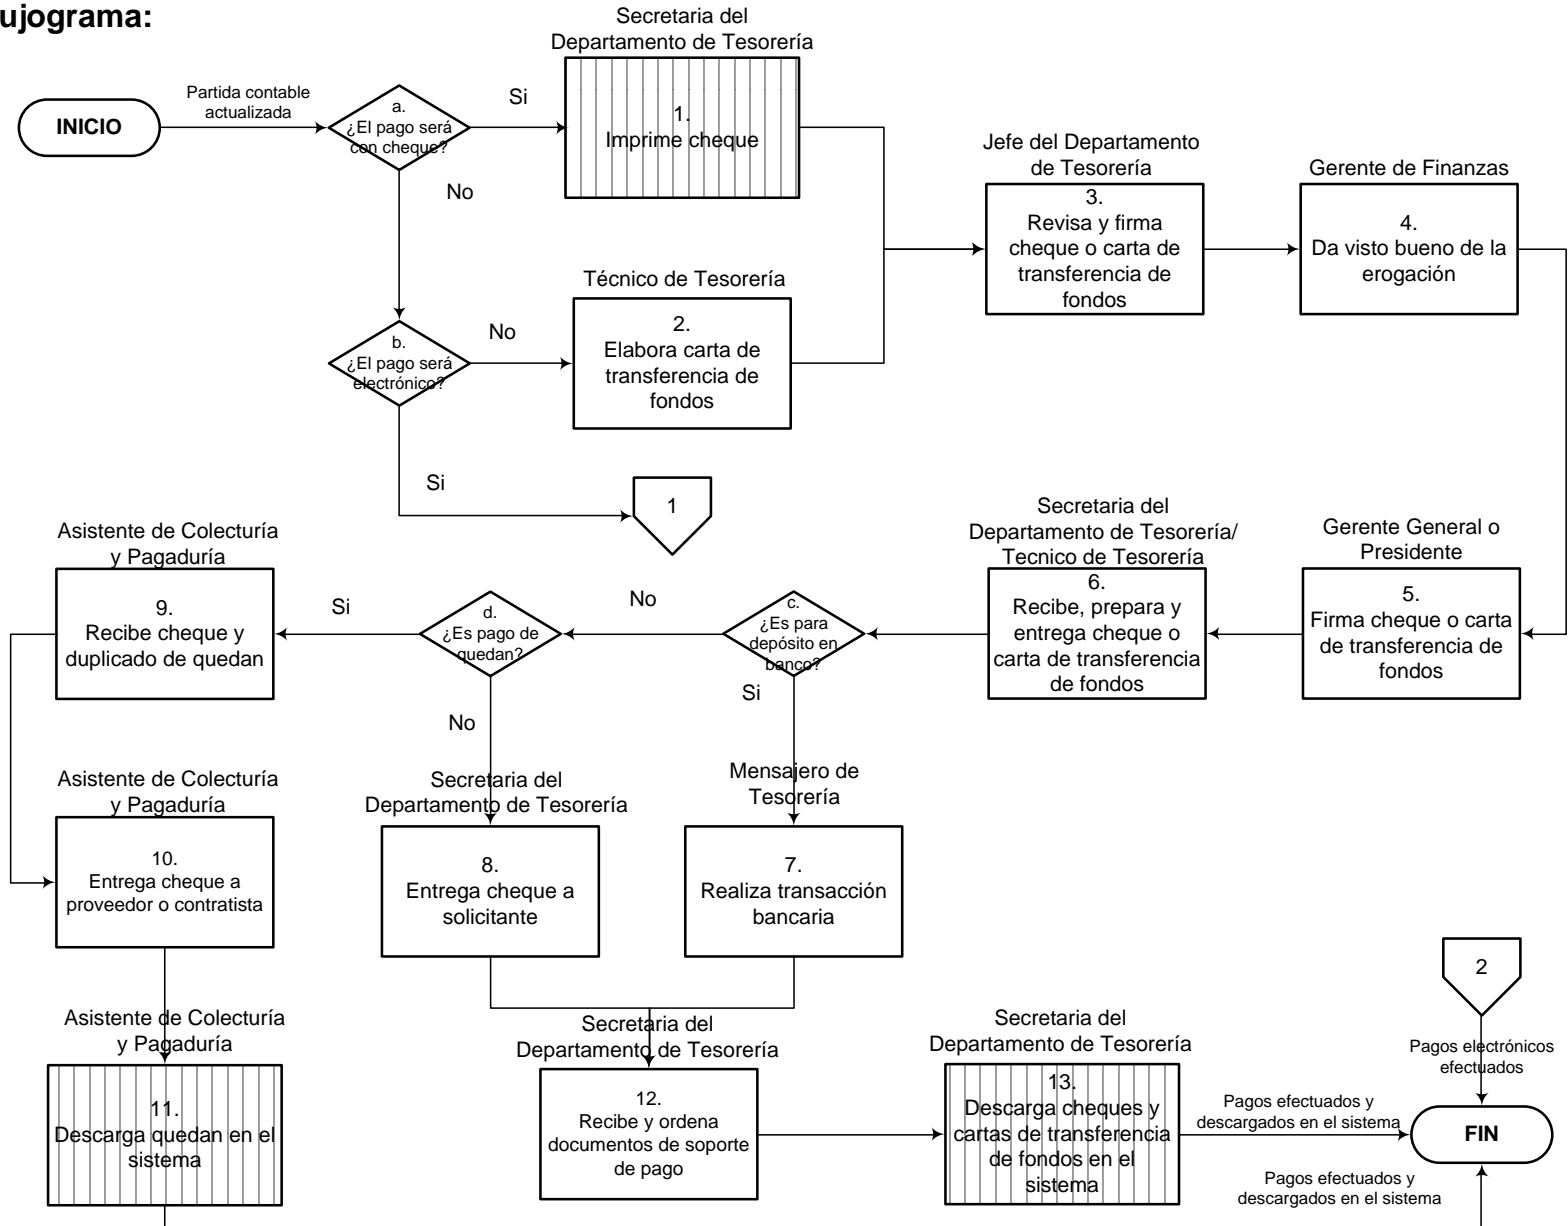 ujograma:
Secretaria del
Departamento de Tesorería
Partida contable
actualizada
INICIO
a.
¿El pago será
con cheque?
Si
No
1.
Imprime cheque
Jefe del Departamento
de Tesorería
3.
Revisa y firma
cheque o carta de
transferencia de
fondos
Gerente de Finanzas
4.
Da visto bueno de la
erogación
Técnico de Tesorería
b.
¿El pago será
electrónico?
No
Si
2.
Elabora carta de
transferencia de
fondos
1
Asistente de Colecturía
y Pagaduría
9.
Recibe cheque y
duplicado de quedan
Si
d.
¿Es pago de
quedan?
No
No
c.
¿Es para
depósito en
banco?
Si
Secretaria del
Departamento de Tesorería/
Tecnico de Tesorería
6.
Recibe, prepara y
entrega cheque o
carta de transferencia
de fondos
Gerente General o
Presidente
5.
Firma cheque o carta
de transferencia de
fondos
Asistente de Colecturía
y Pagaduría
10.
Entrega cheque a
proveedor o contratista
Secretaria del
Departamento de Tesorería
8.
Entrega cheque a
solicitante
Mensajero de
Tesorería
7.
Realiza transacción
bancaria
2
Pagos electrónicos
efectuados
Asistente de Colecturía
y Pagaduría
11.
Descarga quedan en el
sistema
Secretaria del
Departamento de Tesorería
12.
Recibe y ordena
documentos de soporte
de pago
Secretaria del
Departamento de Tesorería
13.
Descarga cheques y
cartas de transferencia
de fondos en el
sistema
Pagos efectuados y
descargados en el sistema
FIN
Pagos efectuados y
descargados en el sistema